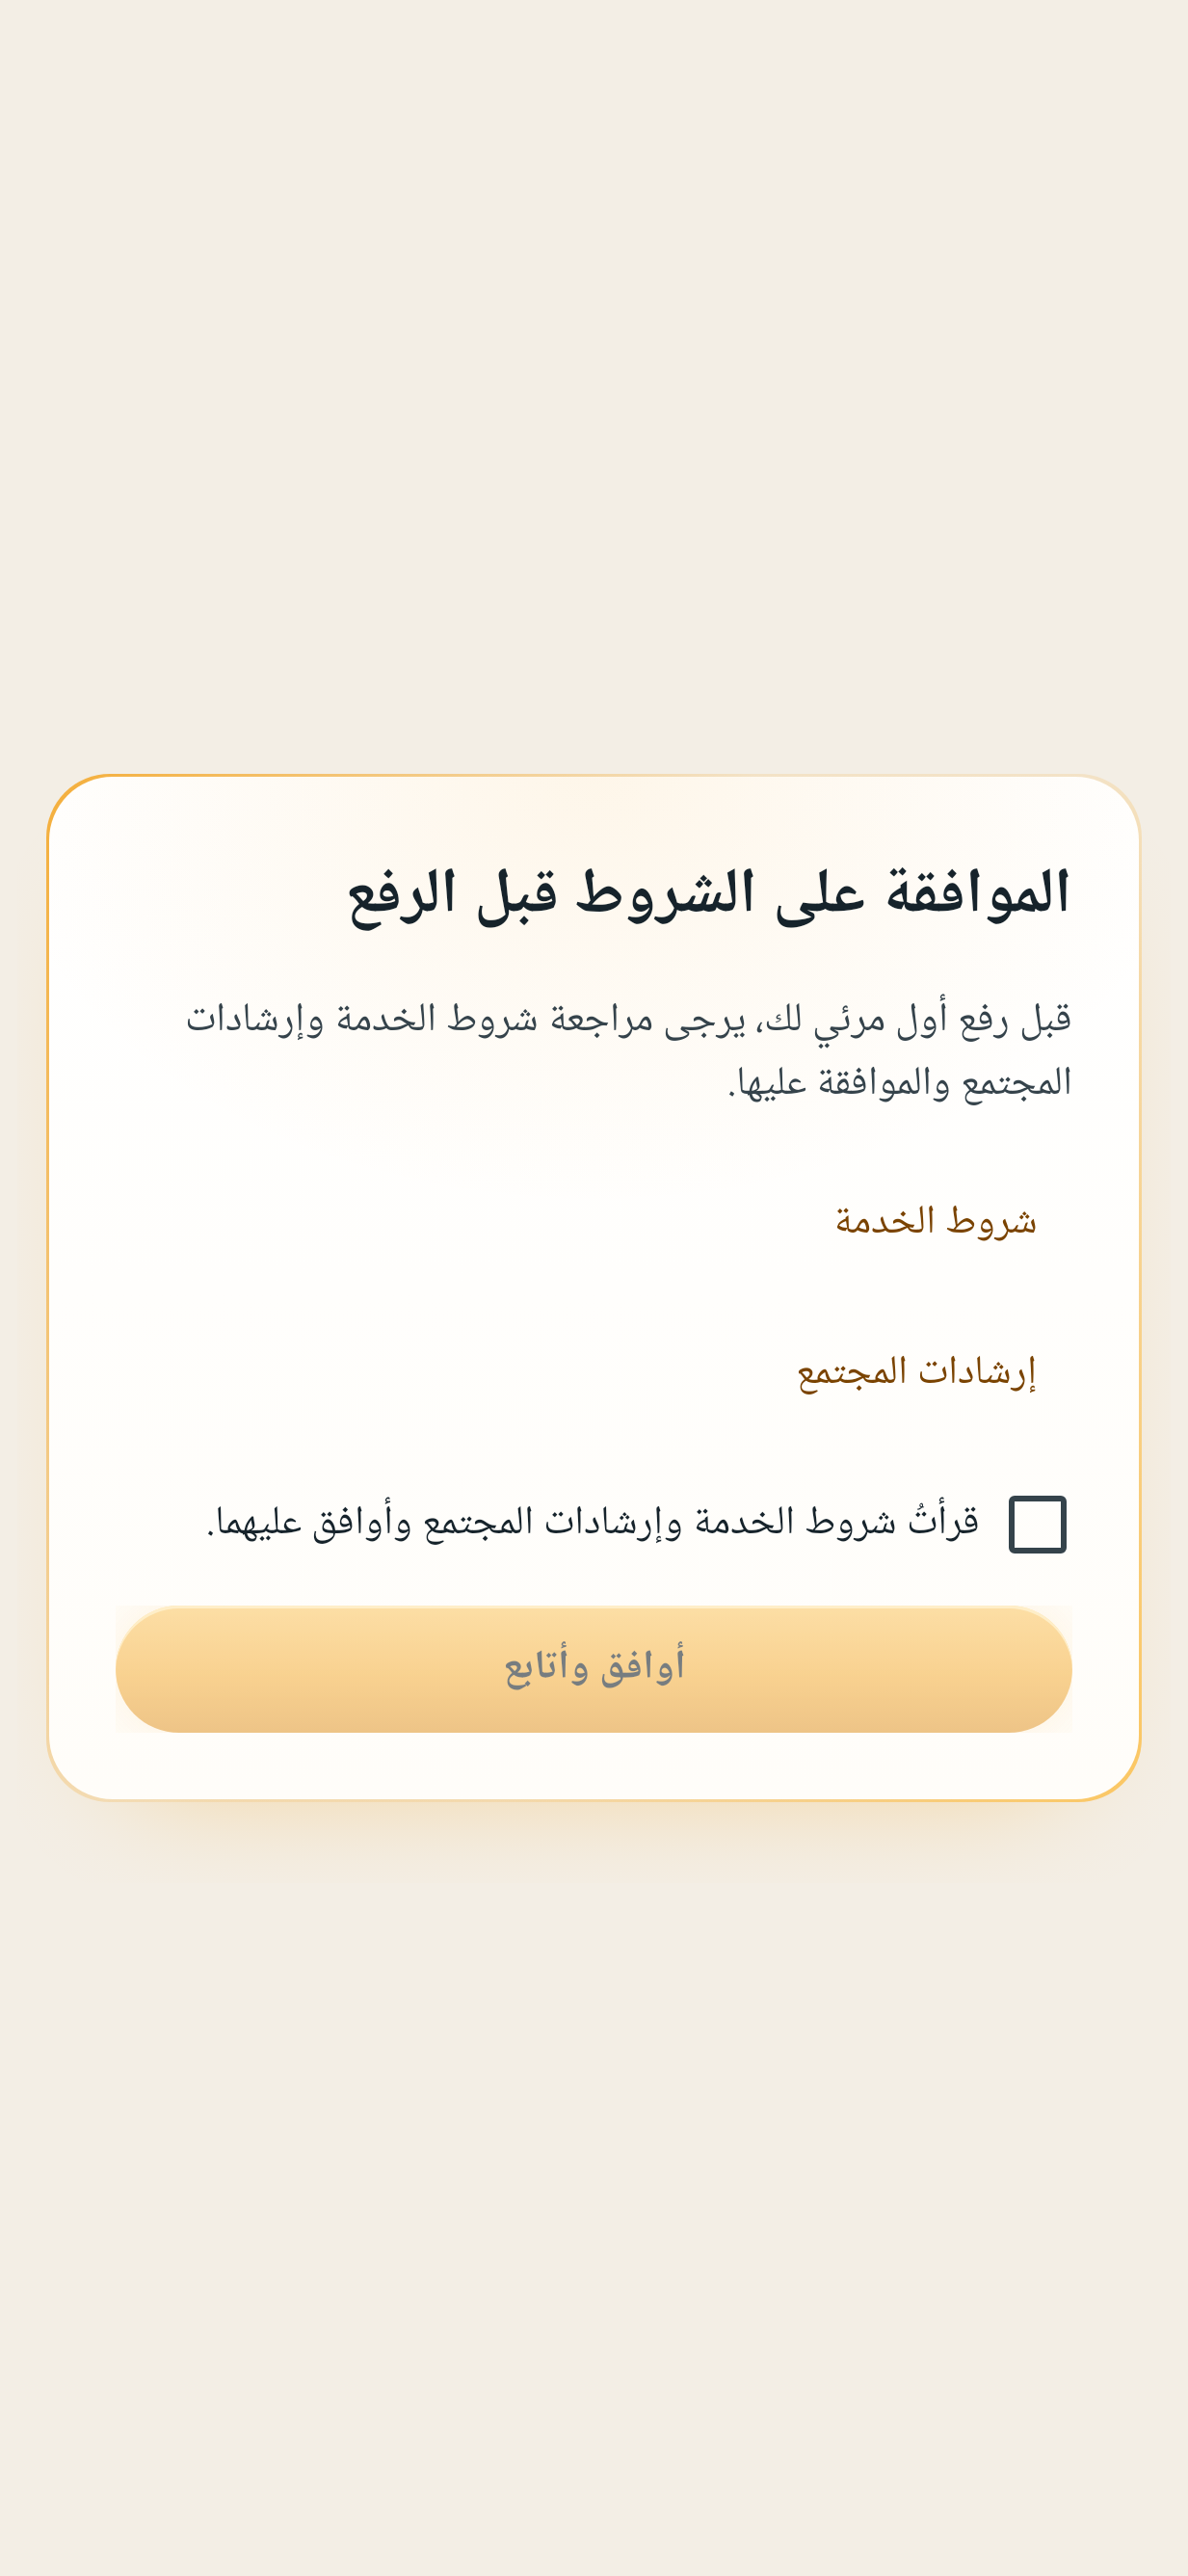 الموافقة على الشروط قبل الرفع
قبل رفع أول مرئي لك، يرجى مراجعة شروط الخدمة وإرشادات
المجتمع والموافقة عليها.
شروط الخدمة
إرشادات المجتمع
قرأتُ شروط الخدمة وإرشادات المجتمع وأوافق عليهما.
أوافق وأتابع